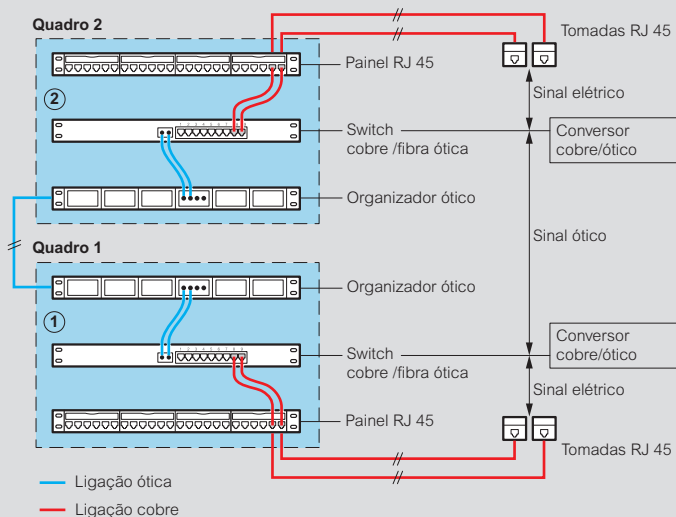 Quadro 2
Tomadas RJ 45
Painel RJ 45
2
Sinal elétrico
Switch
cobre /fibra ótica
Conversor
cobre/ótico
Organizador ótico
Sinal ótico
Quadro 1
Organizador ótico
1
Switch
cobre /fibra ótica
Conversor
cobre/ótico
Sinal elétrico
Painel RJ 45
Tomadas RJ 45
Ligação ótica
Ligação cobre